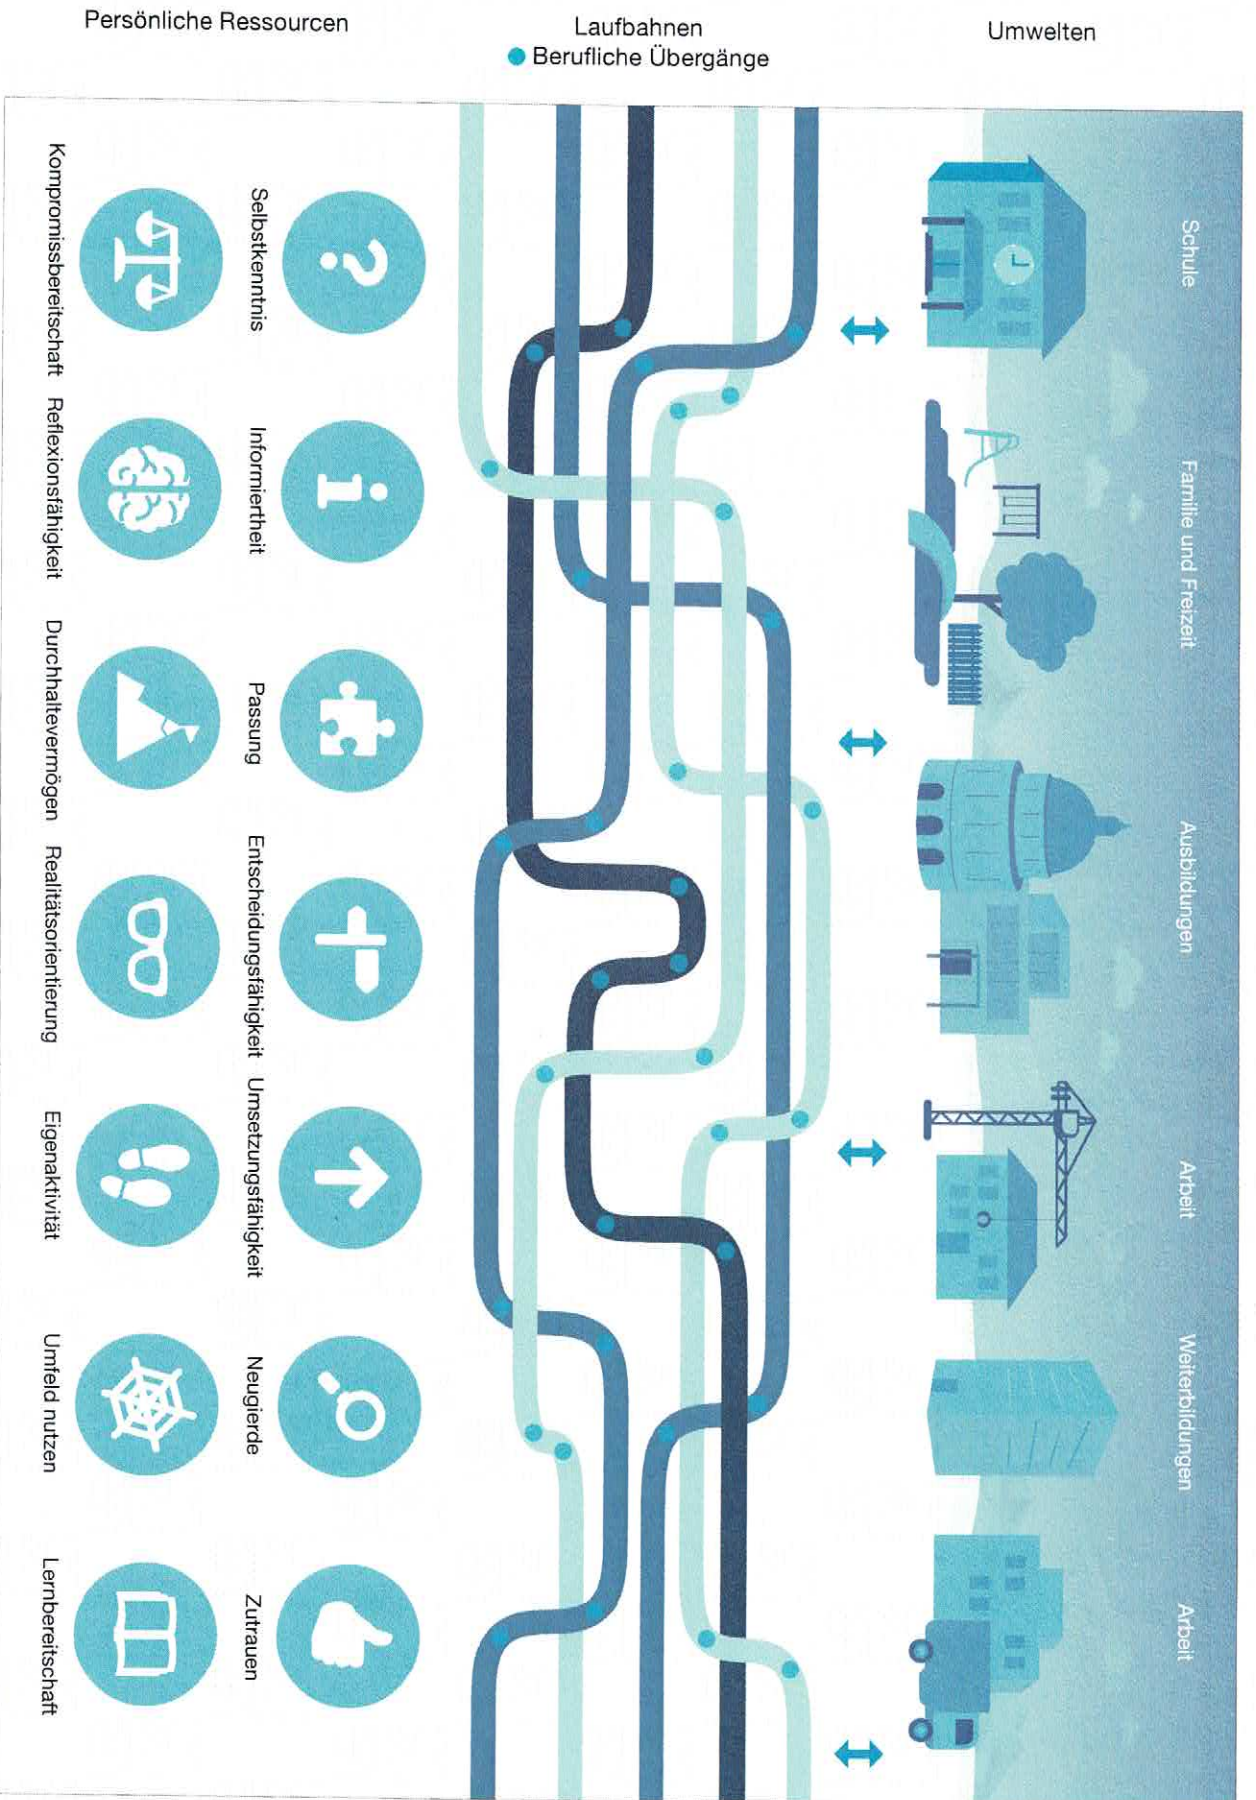 Persönliche Ressourcen
Laufbahnen
Berufliche Übergänge
Umwelten
Schule
Familie und Freizeit
Ausbildungen
Arbeit
Weiterbildungen
Arbeit
Selbstkenntnis
Informiertheit
Passung
Entscheidungsfähigkeit
Umsetzungsfähigkeit
Neugierde
Zutrauen
Kompromissbereitschaft
Reflexionsfähigkeit
Durchhaltevermögen
Realitätsorientierung
Eigenaktivität
Umfeld nutzen
Lernbereitschaft